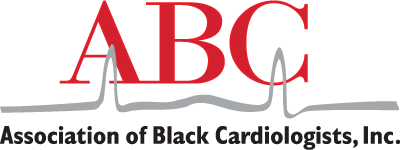 ABC
Association of Black Cardiologists, Inc.